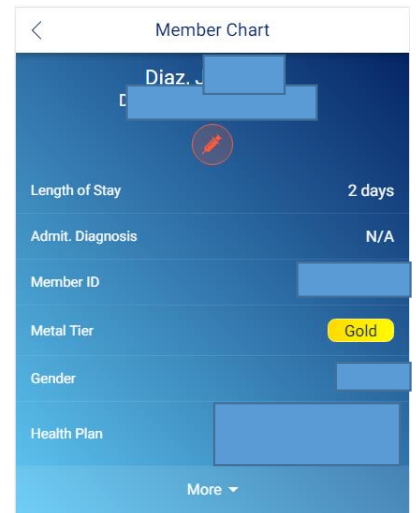 Member Chart
Diaz, J
D
Length of Stay 2 days
Admit. Diagnosis N/A
Member ID
Metal Tier Gold
Gender
Health Plan
More